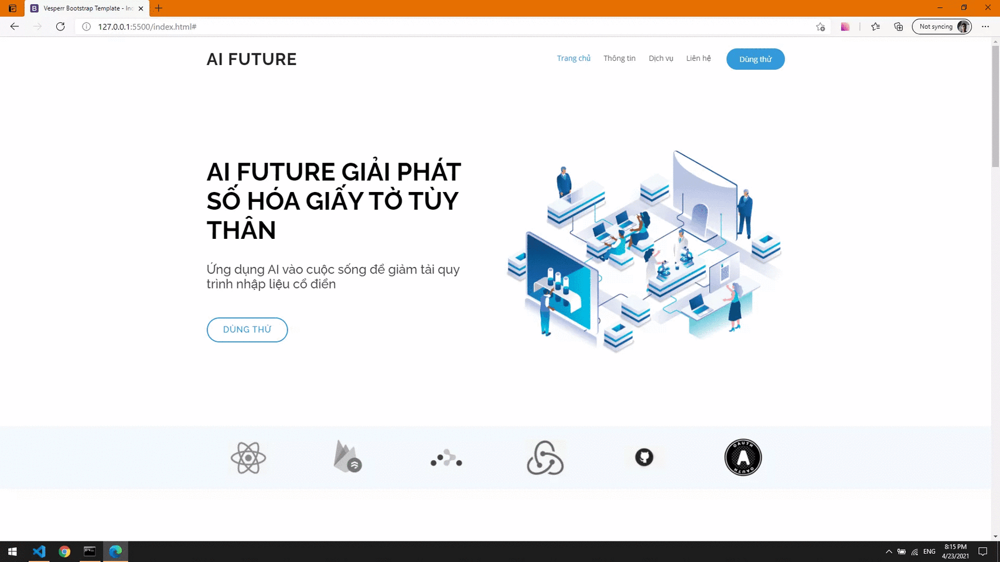 Vesperr Bootstrap Template - Inc
127.0.0.1:5500/index.html#
Not syncing
AI FUTURE
Trang chủ
Thông tin
Dịch vụ
Liên hệ
Dùng thử
AI FUTURE GIẢI PHÁT
SỐ HÓA GIẤY TỜ TÙY
THÂN
Ứng dụng AI vào cuộc sống để giảm tải quy
trình nhập liệu cổ điển
DÙNG THỬ
OAUTH
A
OAUTH
ENG
8:15 PM
4/23/2021